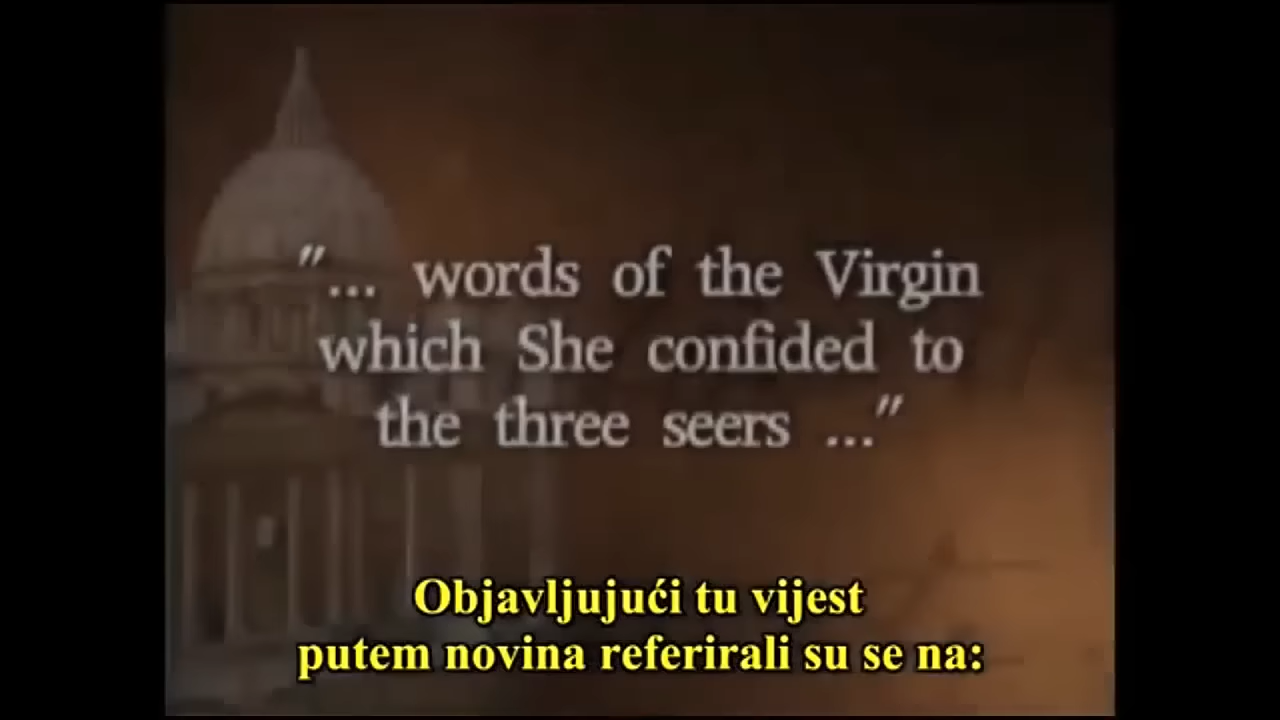 "... words of the Virgin
which She confided to
the three seers ..."
Objavljujući tu vijest
putem novina referirali su se na: